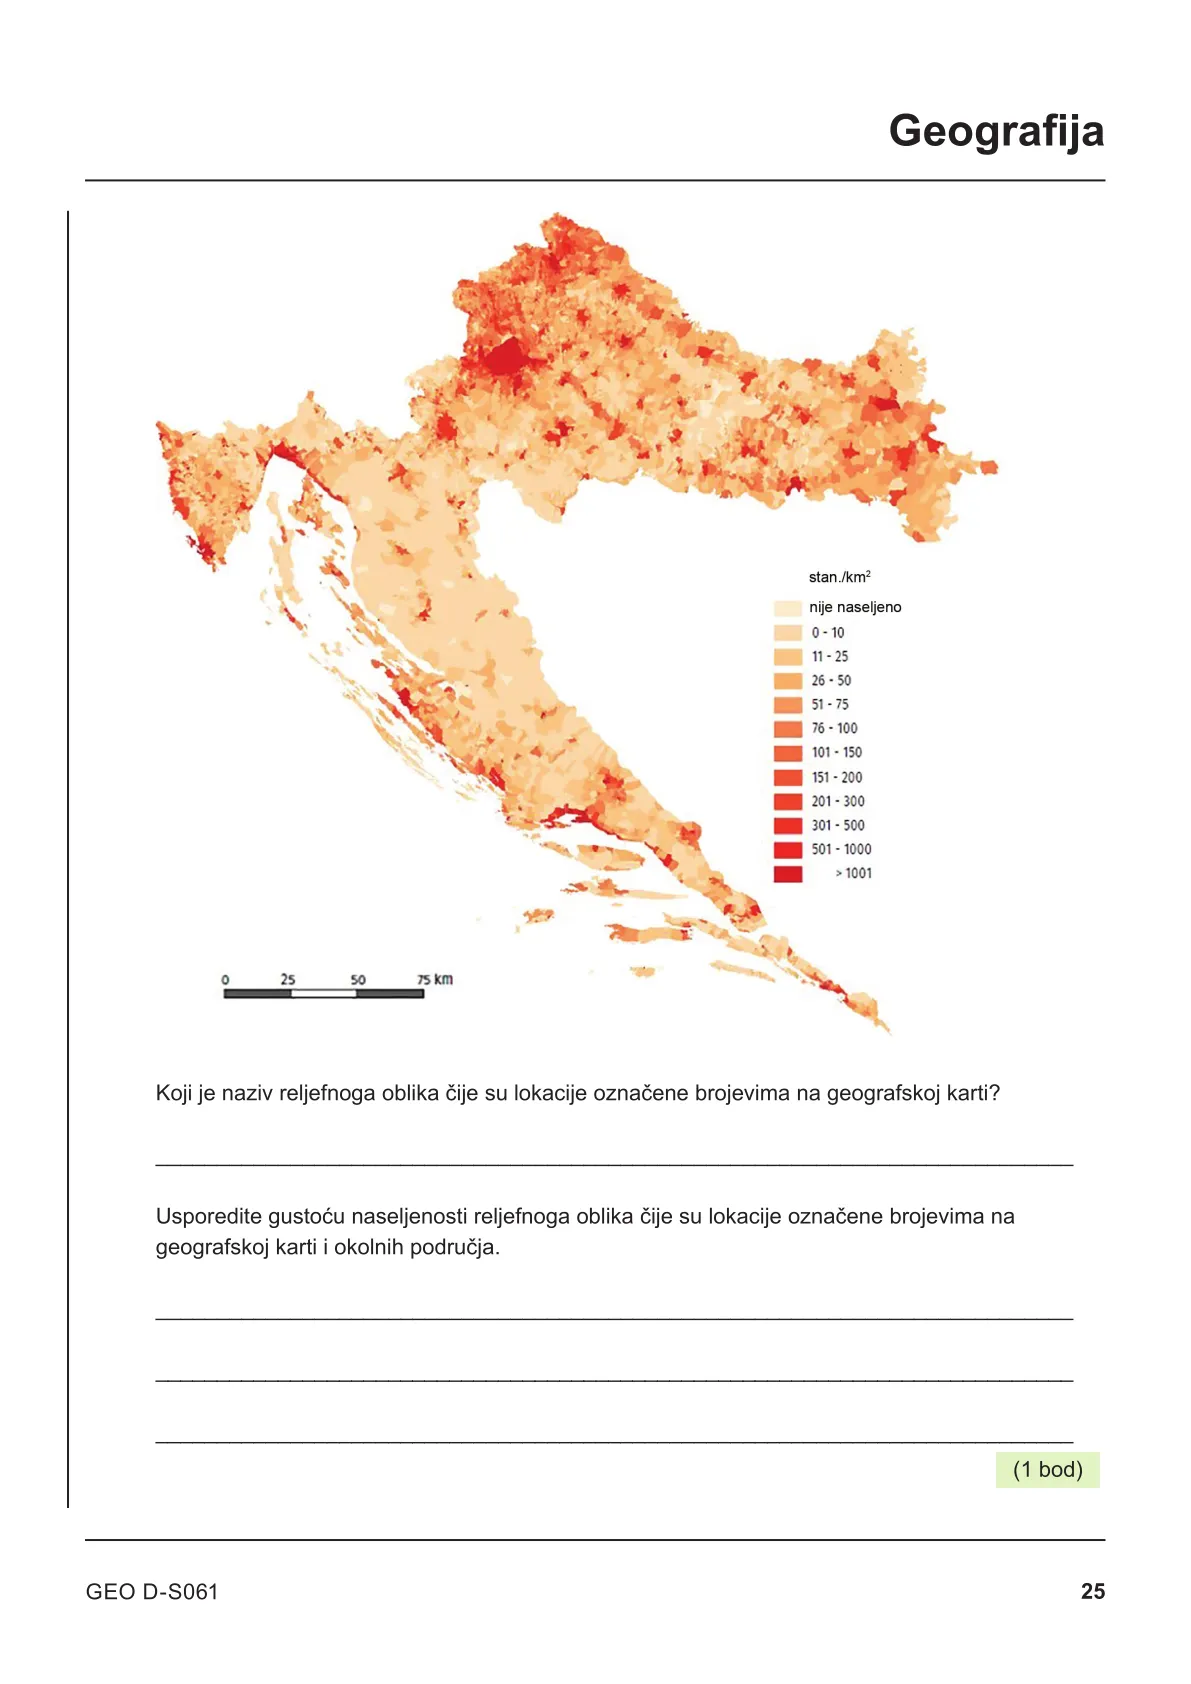 Geografija
stan./km²
nije naseljeno
0 - 10
11 - 25
26 - 50
51 - 75
76 - 100
101 - 150
151 - 200
201 - 300
301 - 500
501 - 1000
> 1001
0 25 50 75 km
Koji je naziv reljefnoga oblika čije su lokacije označene brojevima na geografskoj karti?
Usporedite gustoću naseljenosti reljefnoga oblika čije su lokacije označene brojevima na
geografskoj karti i okolnih područja.
(1 bod)
GEO D-S061
25